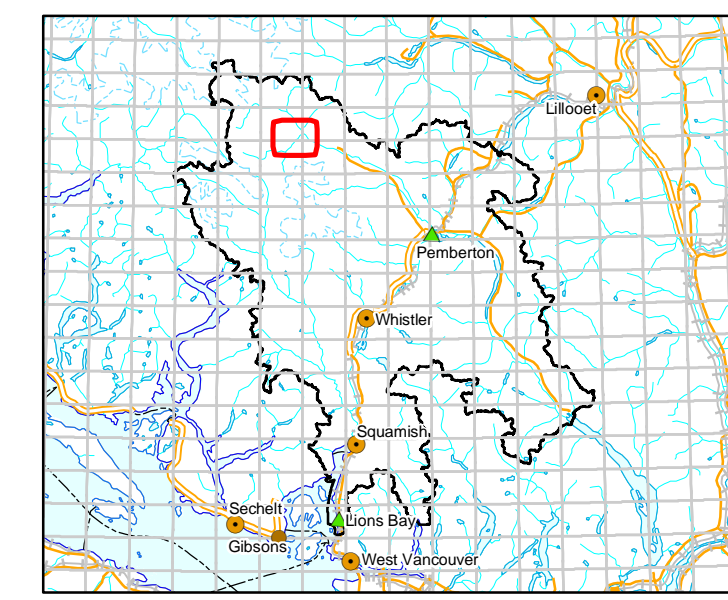 Lillooet
Pemberton
Whistler
Squamish
Sechelt
Lions Bay
Gibsons
West Vancouver